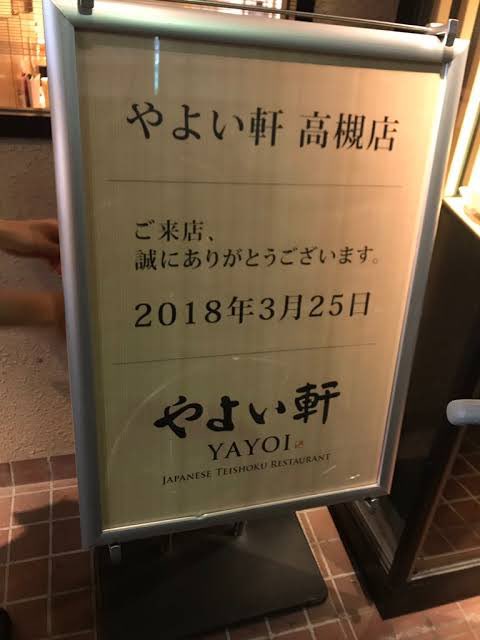 やよい軒 高槻店
ご来店、
誠にありがとうございます。
2018年3月25日
やよい軒
YAYOI
JAPANESE TEISHOKU RESTAURANT